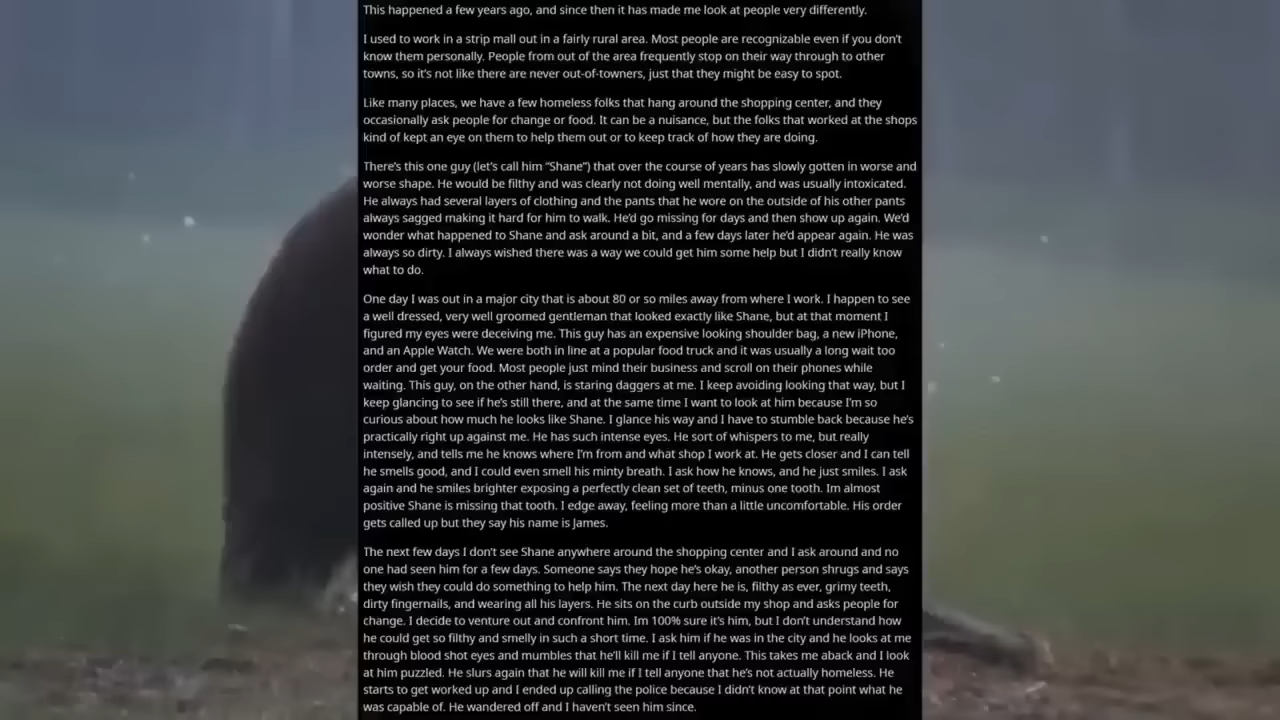 This happened a few years ago, and since then it has made me look at people very differently.
I used to work in a strip mall out in a fairly rural area. Most people are recognizable even if you don't
know them personally. People from out of the area frequently stop on their way through to other
towns, so it's not like there are never out-of-towners, just that they might be easy to spot.
Like many places, we have a few homeless folks that hang around the shopping center, and they
occasionally ask people for change or food. It can be a nuisance, but the folks that worked at the shops
kind of kept an eye on them to help them out or to keep track of how they are doing.
There's this one guy (let's call him "Shane") that over the course of years has slowly gotten in worse and
worse shape. He would be filthy and was clearly not doing well mentally, and was usually intoxicated.
He always had several layers of clothing and the pants that he wore on the outside of his other pants
always sagged making it hard for him to walk. He'd go missing for days and then show up again. We'd
wonder what happened to Shane and ask around a bit, and a few days later he'd appear again. He was
always so dirty. I always wished there was a way we could get him some help but I didn't really know
what to do.
One day I was out in a major city that is about 80 or so miles away from where I work. I happen to see
a well dressed, very well groomed gentleman that looked exactly like Shane, but at that moment I
figured my eyes were deceiving me. This guy has an expensive looking shoulder bag, a new iPhone,
and an Apple Watch. We were both in line at a popular food truck and it was usually a long wait too
order and get your food. Most people just mind their business and scroll on their phones while
waiting. This guy, on the other hand, is staring daggers at me. I keep avoiding looking that way, but I
keep glancing to see if he's still there, and at the same time I want to look at him because I'm so
curious about how much he looks like Shane. I glance his way and I have to stumble back because he's
practically right up against me. He has such intense eyes. He sort of whispers to me, but really
intensely, and tells me he knows where I'm from and what shop I work at. He gets closer and I can tell
he smells good, and I could even smell his minty breath. I ask how he knows, and he just smiles. I ask
again and he smiles brighter exposing a perfectly clean set of teeth, minus one tooth. Im almost
positive Shane is missing that tooth. I edge away, feeling more than a little uncomfortable. His order
gets called up but they say his name is James.
The next few days I don't see Shane anywhere around the shopping center and I ask around and no
one had seen him for a few days. Someone says they hope he's okay, another person shrugs and says
they wish they could do something to help him. The next day here he is, filthy as ever, grimy teeth,
dirty fingernails, and wearing all his layers. He sits on the curb outside my shop and asks people for
change. I decide to venture out and confront him. Im 100% sure it's him, but I don't understand how
he could get so filthy and smelly in such a short time. I ask him if he was in the city and he looks at me
through blood shot eyes and mumbles that he'll kill me if I tell anyone. This takes me aback and I look
at him puzzled. He slurs again that he will kill me if I tell anyone that he's not actually homeless. He
starts to get worked up and I ended up calling the police because I didn't know at that point what he
was capable of. He wandered off and I haven't seen him since.